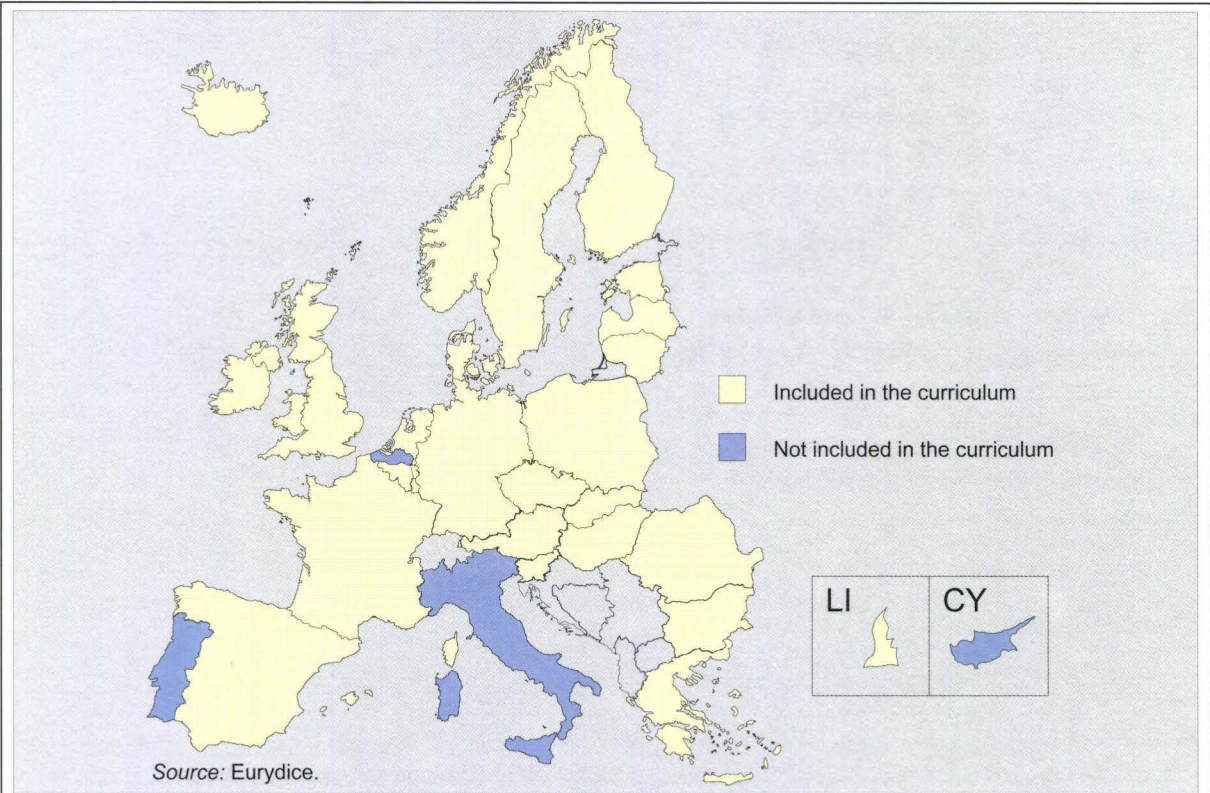 Included in the curriculum
Not included in the curriculum
LI
CY
Source: Eurydice.